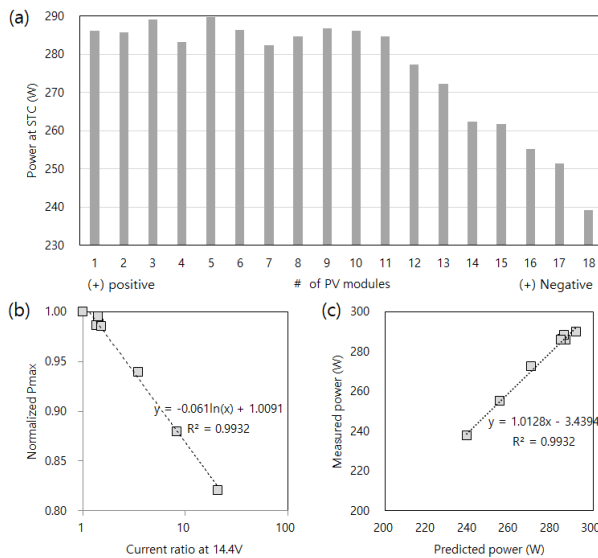 (a)
Power at STC (W)
290
280
270
260
250
240
230
1 2 3 4 5 6 7 8 9 10 11 12 13 14 15 16 17 18
(+) positive # of PV modules (+) Negative
(b)
Normalized Pmax
1.00
0.95
0.90
0.85
0.80
y = -0.061ln(x) + 1.0091
R² = 0.9932
1 10 100
Current ratio at 14.4V
(c)
Measured power (W)
300
280
260
240
220
200
y = 1.0128x - 3.4394
R² = 0.9932
200 220 240 260 280 300
Predicted power (W)